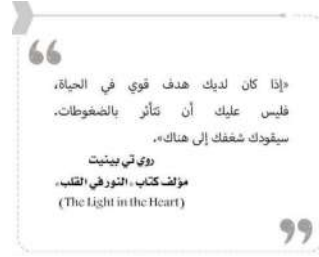 «إذا كان لديك هدف قوي في الحياة،
فليس عليك أن تتأثر بالضغوطات.
سيقودك شغفك إلى هناك».
روي تي بينيت
مؤلف كتاب «النور في القلب»
(The Light in the Heart)